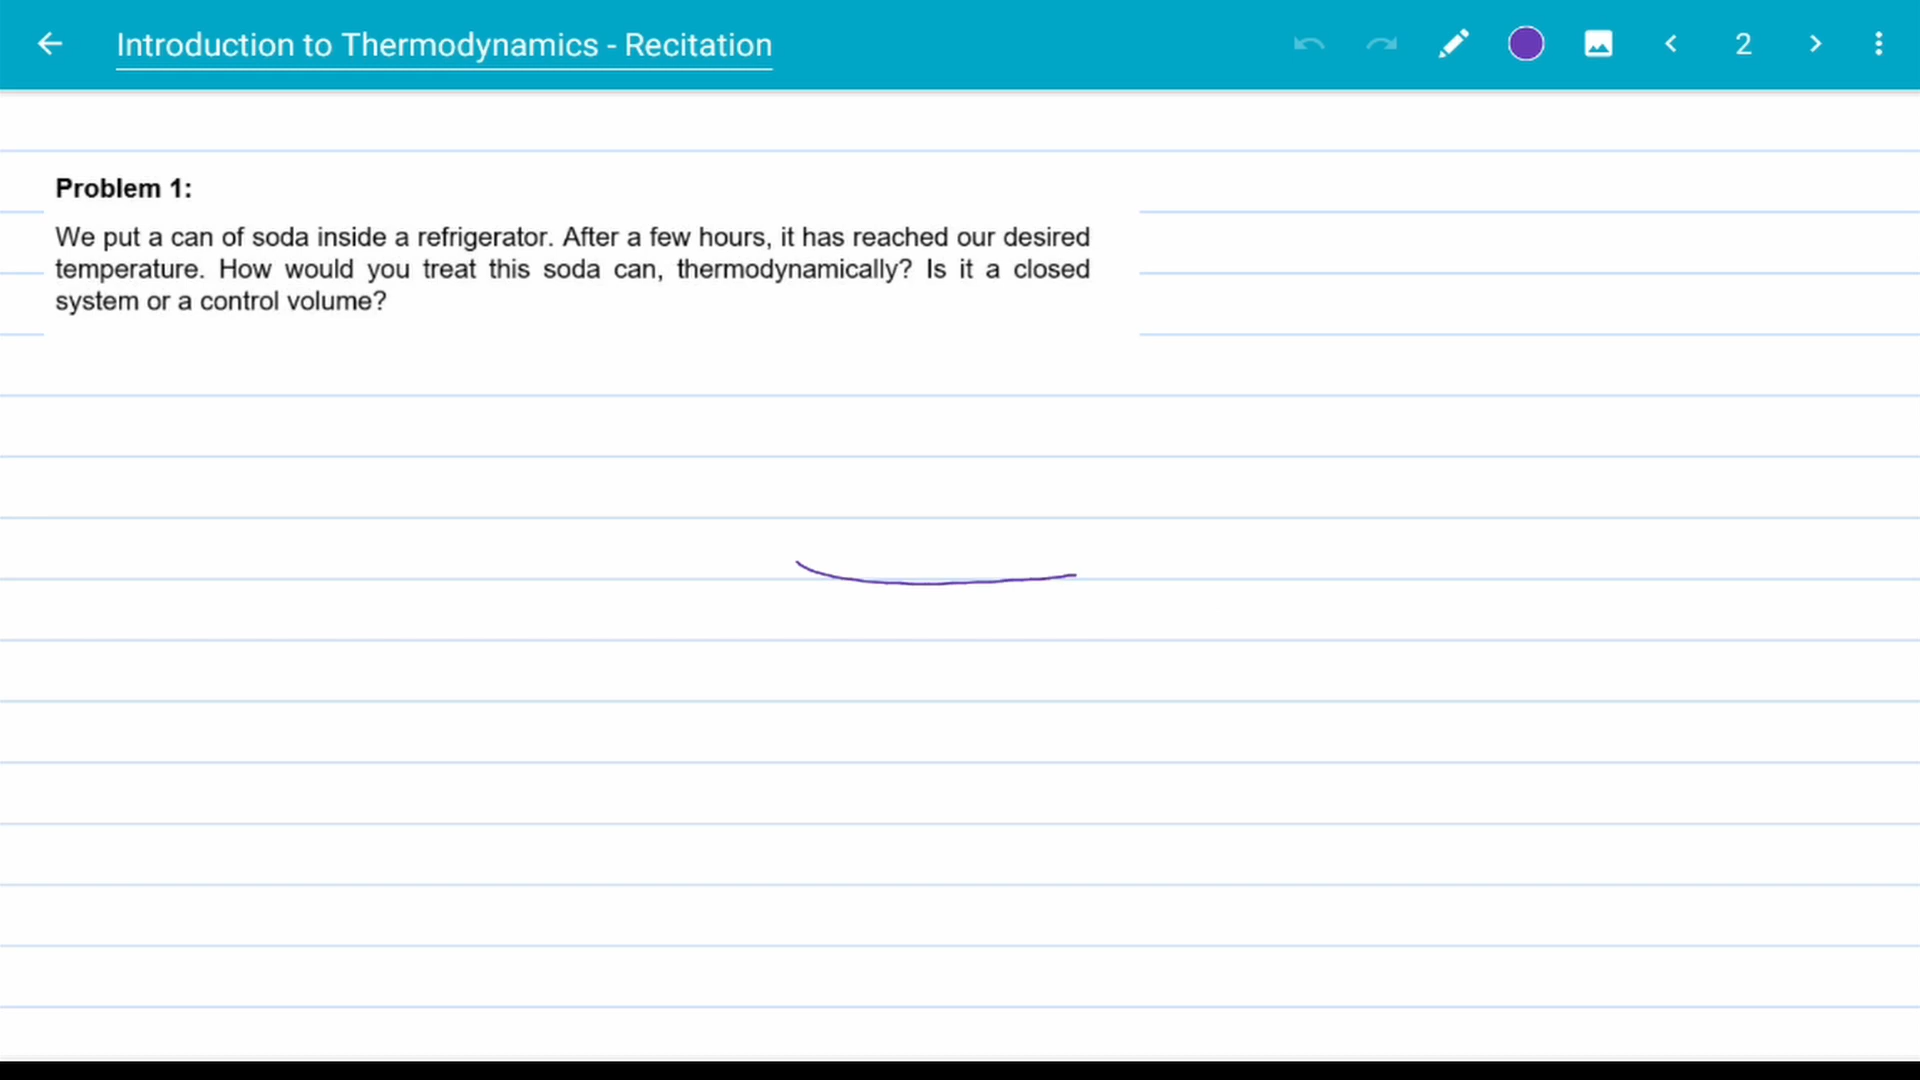 Introduction to Thermodynamics - Recitation
2
Problem 1:
We put a can of soda inside a refrigerator. After a few hours, it has reached our desired
temperature. How would you treat this soda can, thermodynamically? Is it a closed
system or a control volume?